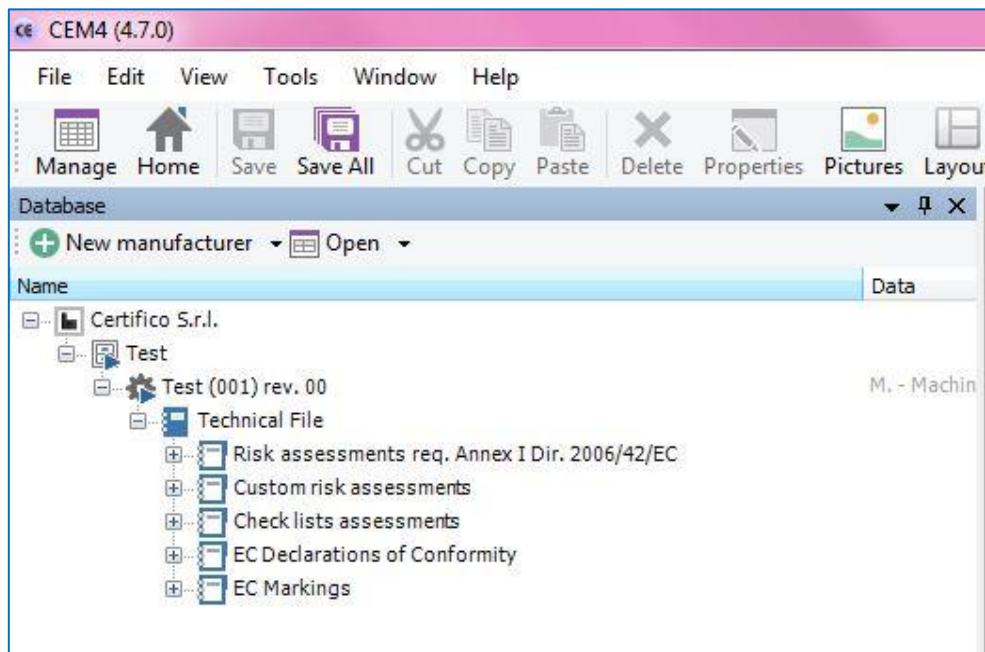 CE CEM4 (4.7.0)
File Edit View Tools Window Help
Manage Home Save Save All Cut Copy Paste Delete Properties Pictures Layou
Database
New manufacturer Open
Name Data
Certifico S.r.l.
Test
Test (001) rev. 00 M. - Machin
Technical File
Risk assessments req. Annex I Dir. 2006/42/EC
Custom risk assessments
Check lists assessments
EC Declarations of Conformity
EC Markings